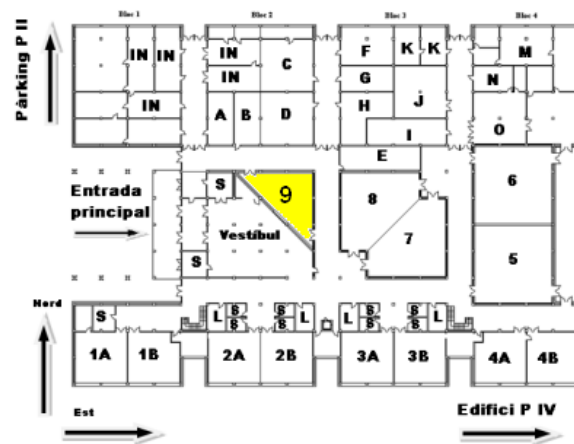 Bloc 1 Bloc 2 Bloc 3 Bloc 4
Párking P II
IN IN IN C F K K M
IN G N
IN A B D H J
I O
E
Entrada
principal
S 9 8 6
Vestíbul 7
S 5
Nord
S L S S L L S S L
S S S S
1A 1B 2A 2B 3A 3B 4A 4B
Est Edifici P IV